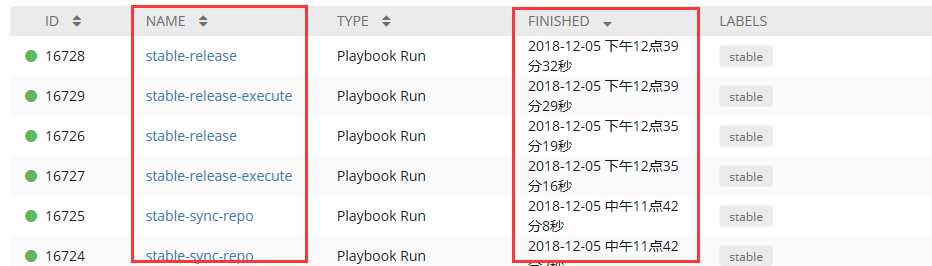 ID NAME TYPE FINISHED LABELS
16728 stable-release Playbook Run 2018-12-05 下午12点39分32秒 stable
16729 stable-release-execute Playbook Run 2018-12-05 下午12点39分29秒 stable
16726 stable-release Playbook Run 2018-12-05 下午12点35分19秒 stable
16727 stable-release-execute Playbook Run 2018-12-05 下午12点35分16秒 stable
16725 stable-sync-repo Playbook Run 2018-12-05 中午11点42分8秒 stable
16724 stable-sync-repo Playbook Run 2018-12-05 中午11点42 stable